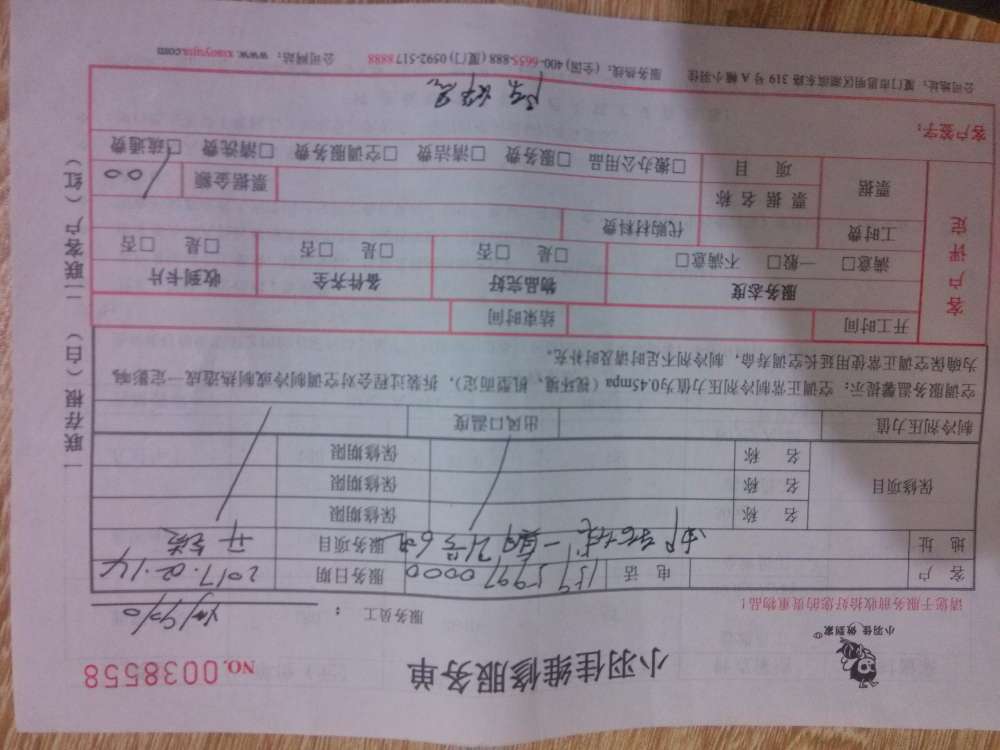 小羽佳 做到家
小羽佳维修服务单
NO.0038558
请您于服务前收拾好您的贵重物品！
服务员工：
客 户
电 话
服务日期 2017.02.14
地 址
服务项目 开锁
保修项目
名 称
保修期限
名 称
保修期限
名 称
保修期限
制冷剂压力值
出风口温度
空调服务温馨提示：空调正常制冷剂压力值为0.45mpa（视环境、机型而定），拆装过程会对空调制冷或制热造成一定影响，
为确保空调正常使用延长空调寿命，制冷剂不足时请及时补充。
开工时间
结束时间
客户评定
服务态度 物品完好 备件齐全 收到卡片
满意□ 一般□ 不满意□ □是 □否 □是 □否 □是 □否
工时费
代购材料费
票据
票据名称
票据金额 100
项 目
□搬办公用品 □服务费 □清洁费 □空调服务费 □清洗费 □疏通费
客户签字：
公司地址：厦门市思明区湖滨东路 319 号 A 幢小羽佳 服务热线：（全国）400-6655-888（厦门）0592-5178888 公司网站：www.xiaoyujia.com
一联存根（白） 二联客户（红）